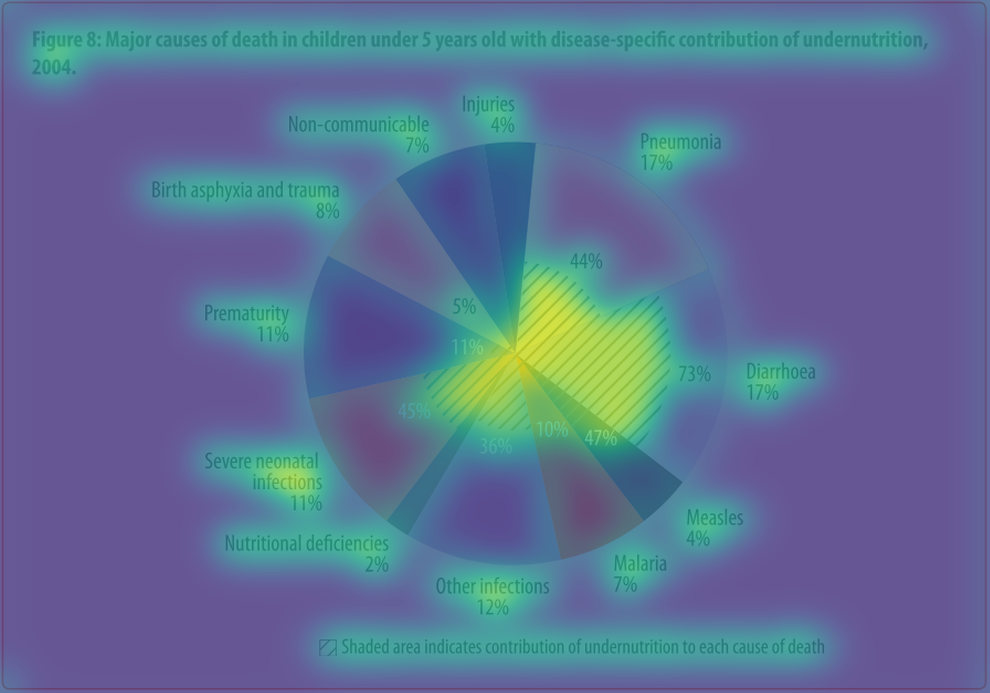 Figure 8: Major causes of death in children under 5 years old with disease-specific contribution of undernutrition,
2004.
Injuries
4%
Non-communicable
7%
Pneumonia
17%
Birth asphyxia and trauma
8%
44%
5%
Prematurity
11%
11%
73%
Diarrhoea
17%
45%
10%
47%
36%
Severe neonatal
infections
11%
Measles
4%
Nutritional deficiencies
2%
Malaria
7%
Other infections
12%
Shaded area indicates contribution of undernutrition to each cause of death